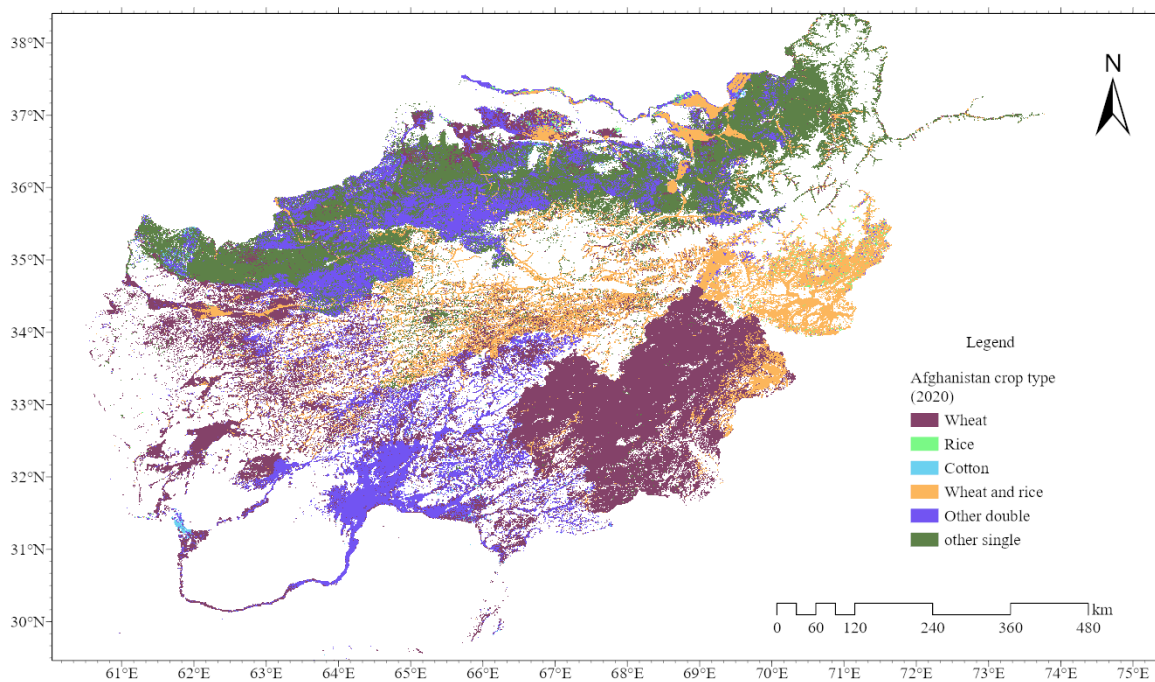 38°N
37°N
36°N
35°N
34°N
33°N
32°N
31°N
30°N
N
Legend
Afghanistan crop type
(2020)
Wheat
Rice
Cotton
Wheat and rice
Other double
other single
km
0 60 120 240 360 480
61°E 62°E 63°E 64°E 65°E 66°E 67°E 68°E 69°E 70°E 71°E 72°E 73°E 74°E 75°E